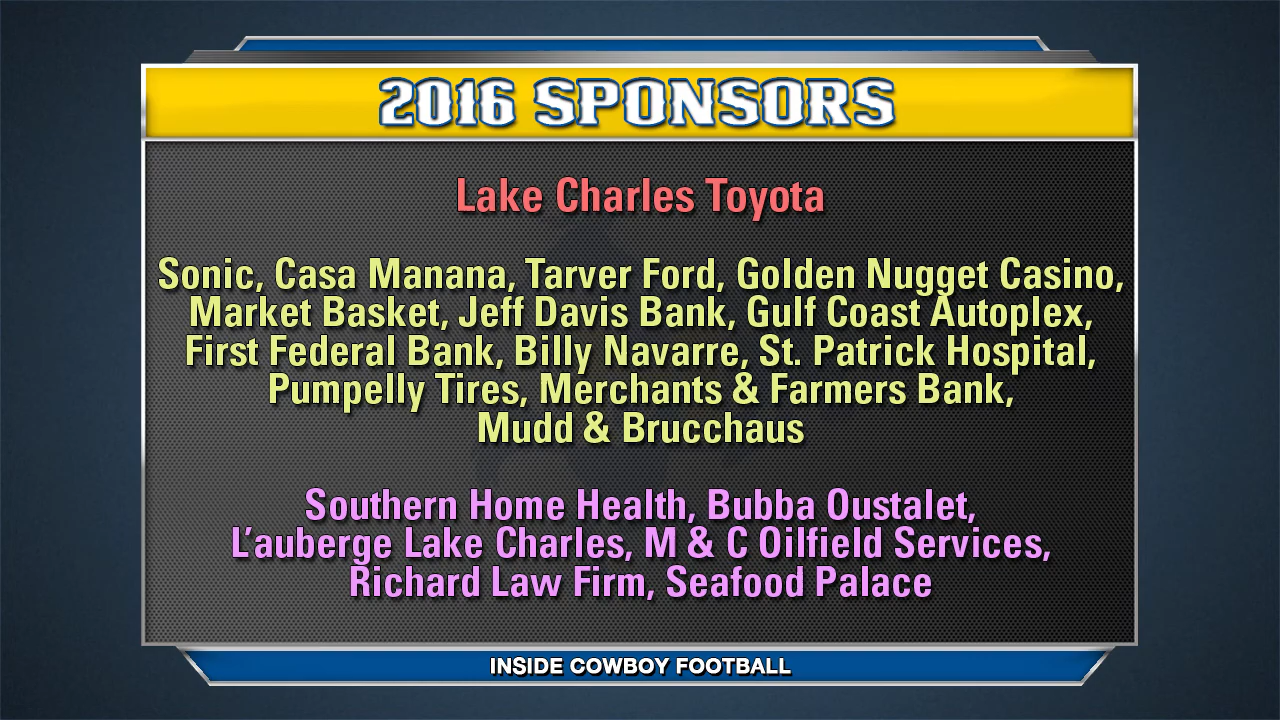 2016 SPONSORS
Lake Charles Toyota
Sonic, Casa Manana, Tarver Ford, Golden Nugget Casino,
Market Basket, Jeff Davis Bank, Gulf Coast Autoplex,
First Federal Bank, Billy Navarre, St. Patrick Hospital,
Pumpelly Tires, Merchants & Farmers Bank,
Mudd & Brucchaus
Southern Home Health, Bubba Oustalet,
L'auberge Lake Charles, M & C Oilfield Services,
Richard Law Firm, Seafood Palace
INSIDE COWBOY FOOTBALL